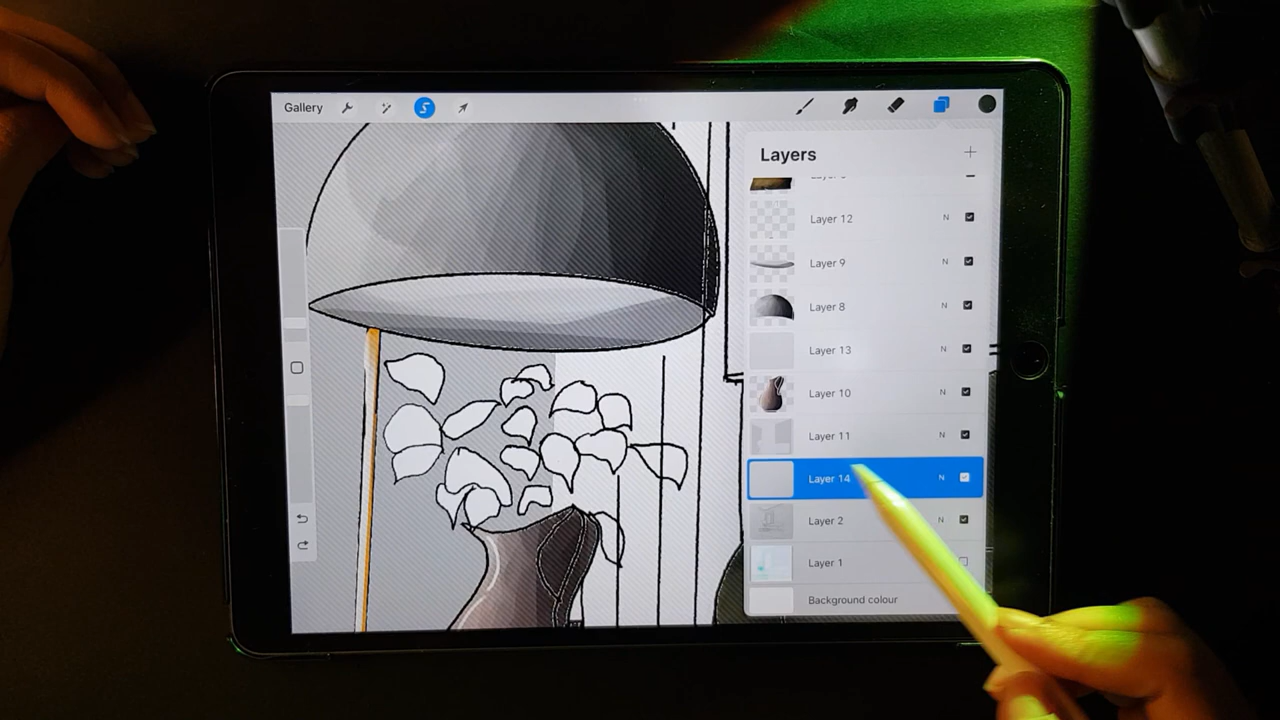 Gallery
Layers
Layer 12 N
Layer 9 N
Layer 8 N
Layer 13 N
Layer 10 N
Layer 11 N
Layer 14 N
Layer 2 N
Layer 1
Background colour